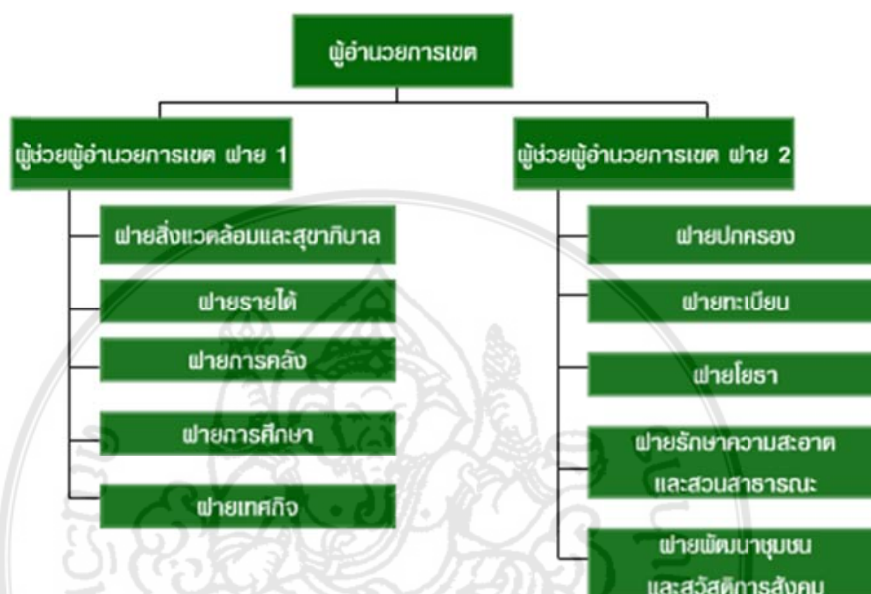 ผู้อำนวยการเขต
ผู้ช่วยผู้อำนวยการเขต ฝ่าย 1
ฝ่ายสิ่งแวดล้อมและสุขาภิบาล
ฝ่ายรายได้
ฝ่ายการคลัง
ฝ่ายการศึกษา
ฝ่ายเทศกิจ
ผู้ช่วยผู้อำนวยการเขต ฝ่าย 2
ฝ่ายปกครอง
ฝ่ายทะเบียน
ฝ่ายโยธา
ฝ่ายรักษาความสะอาด
และสวนสาธารณะ
ฝ่ายพัฒนาชุมชน
และสวัสดิการสังคม